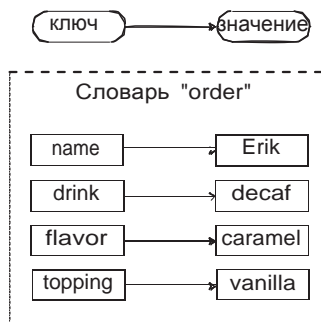 ключ значение
Словарь "order"
name Erik
drink decaf
flavor caramel
topping vanilla